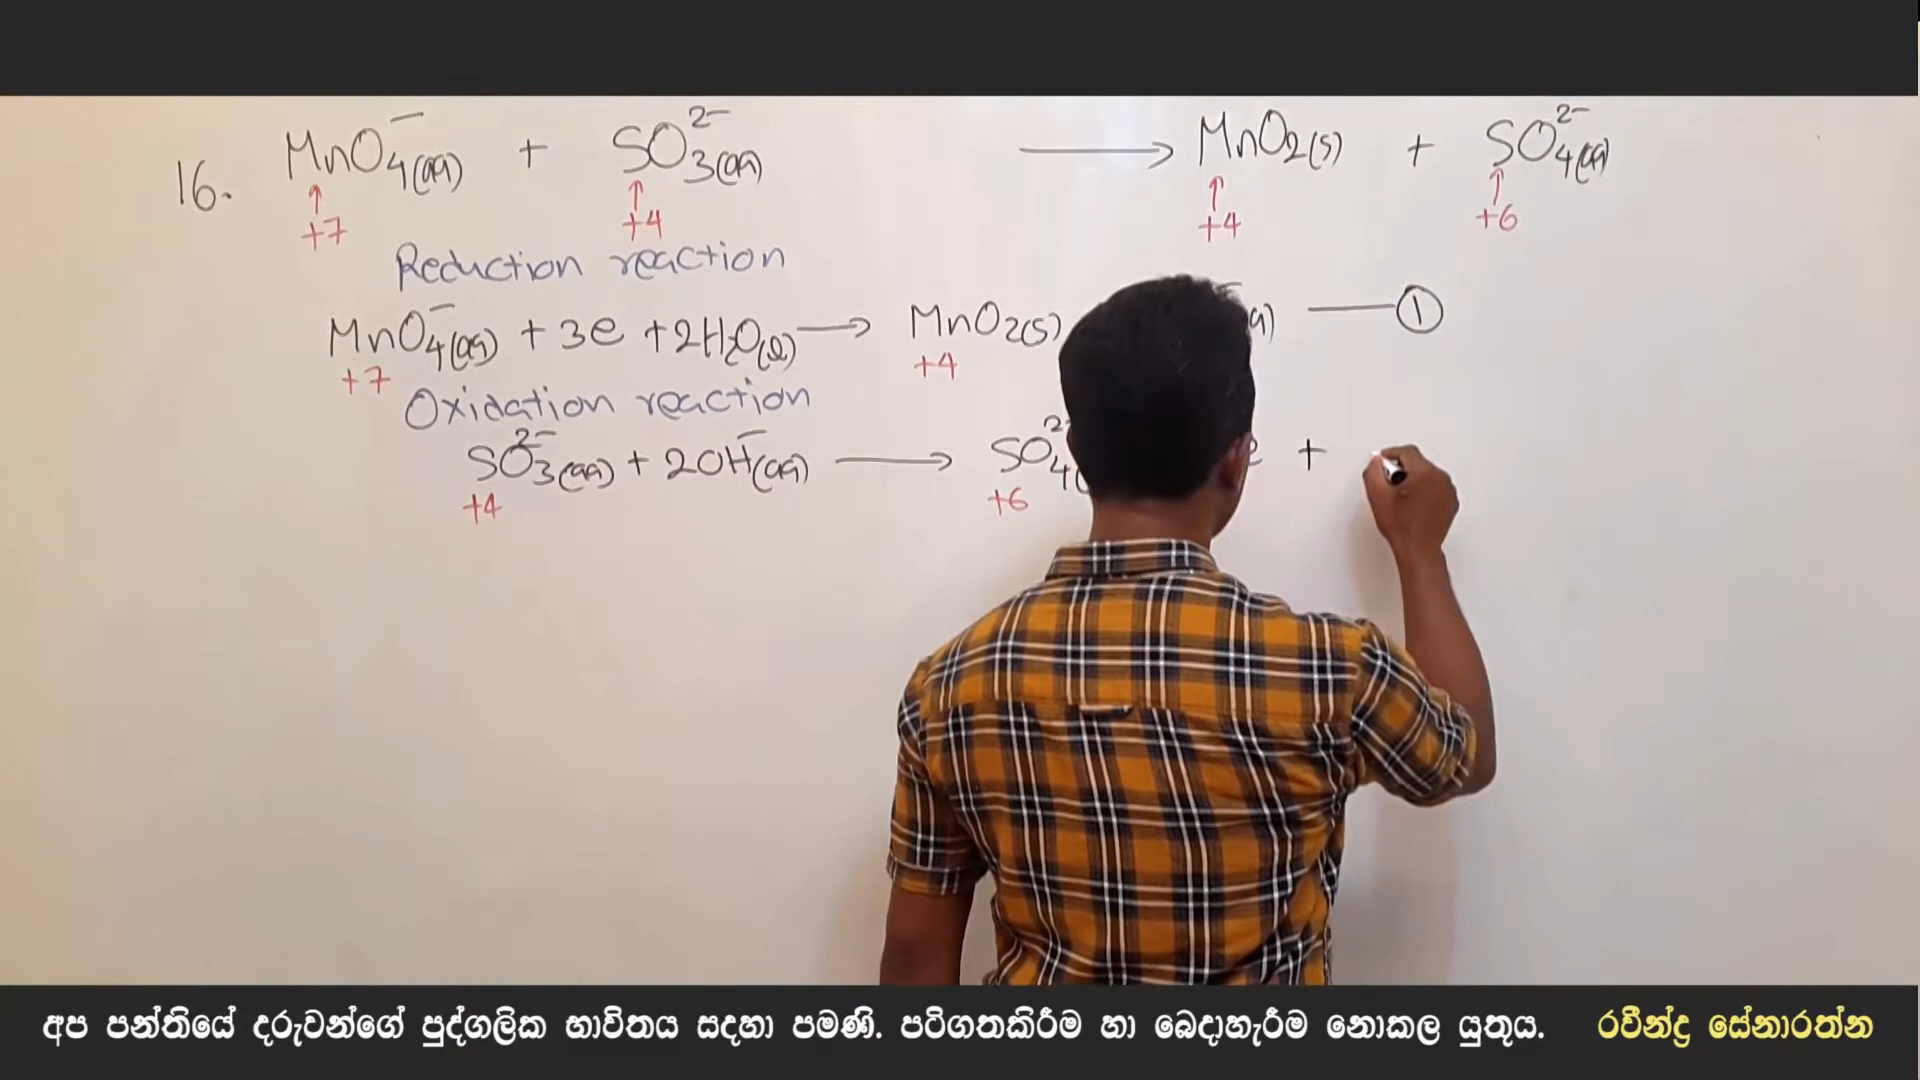 16. MnO₄⁻(aq) + SO₃²⁻(aq) ⟶ MnO₂(s) + SO₄²⁻(aq)
↑ ↑ ↑ ↑
+7 +4 +4 +6
Reduction reaction
MnO₄⁻(aq) + 3e + 2H₂O(l) ⟶ MnO₂(s) —— ①
+7 +4
Oxidation reaction
SO₃²⁻(aq) + 2OH⁻(aq) ⟶ SO₄²⁻ +
+4 +6
අප පන්තියේ දරුවන්ගේ පුද්ගලික භාවිතය සදහා පමණි. පටිගතකිරීම හා බෙදාහැරීම නොකල යුතුය. රවීන්ද්‍ර සේනාරත්න